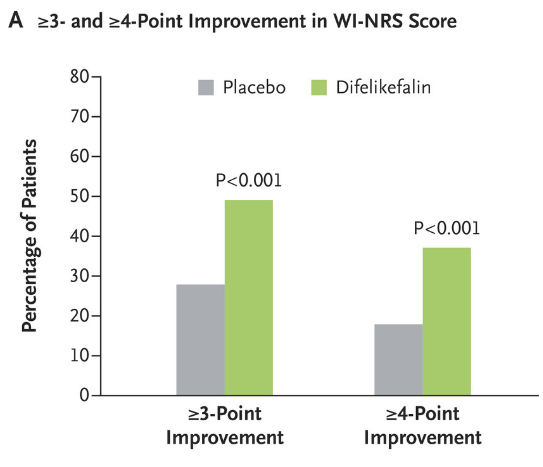 A ≥3- and ≥4-Point Improvement in WI-NRS Score
Placebo Difelikefalin
Percentage of Patients
80
70
60
50
40
30
20
10
0
P<0.001
P<0.001
≥3-Point
Improvement
≥4-Point
Improvement